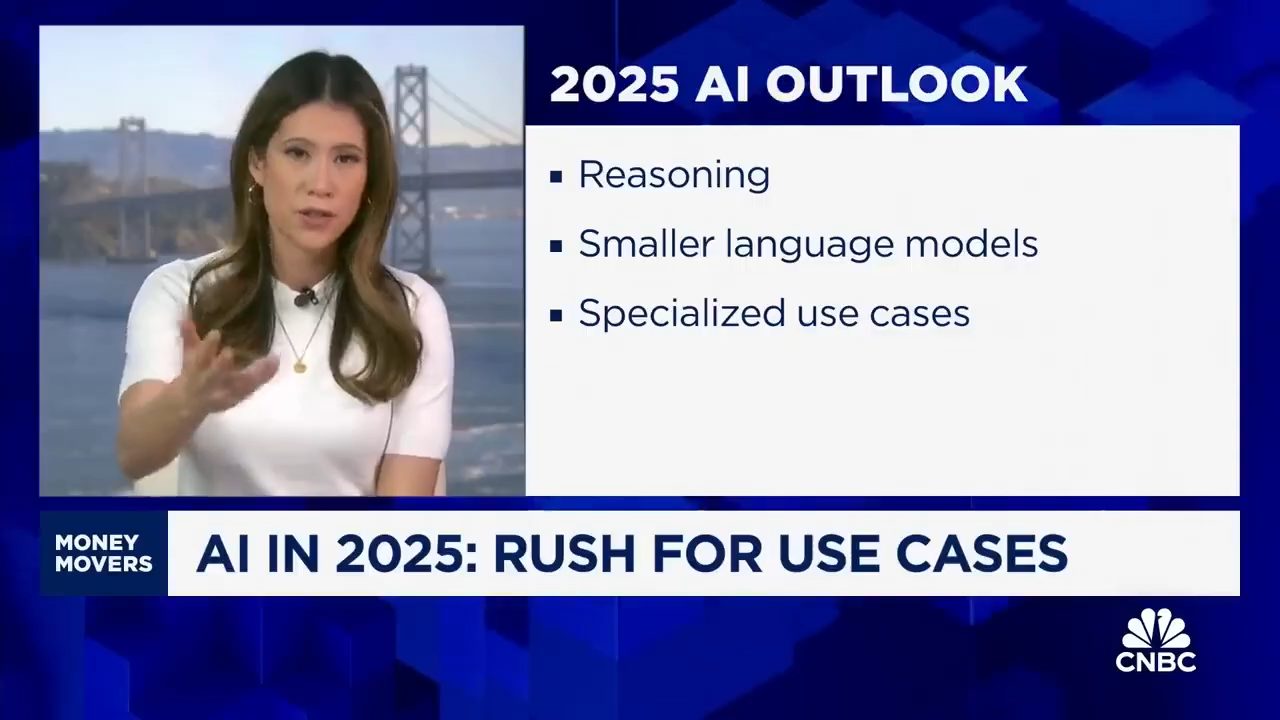 2025 AI OUTLOOK
Reasoning
Smaller language models
Specialized use cases
MONEY
MOVERS
AI IN 2025: RUSH FOR USE CASES
CNBC